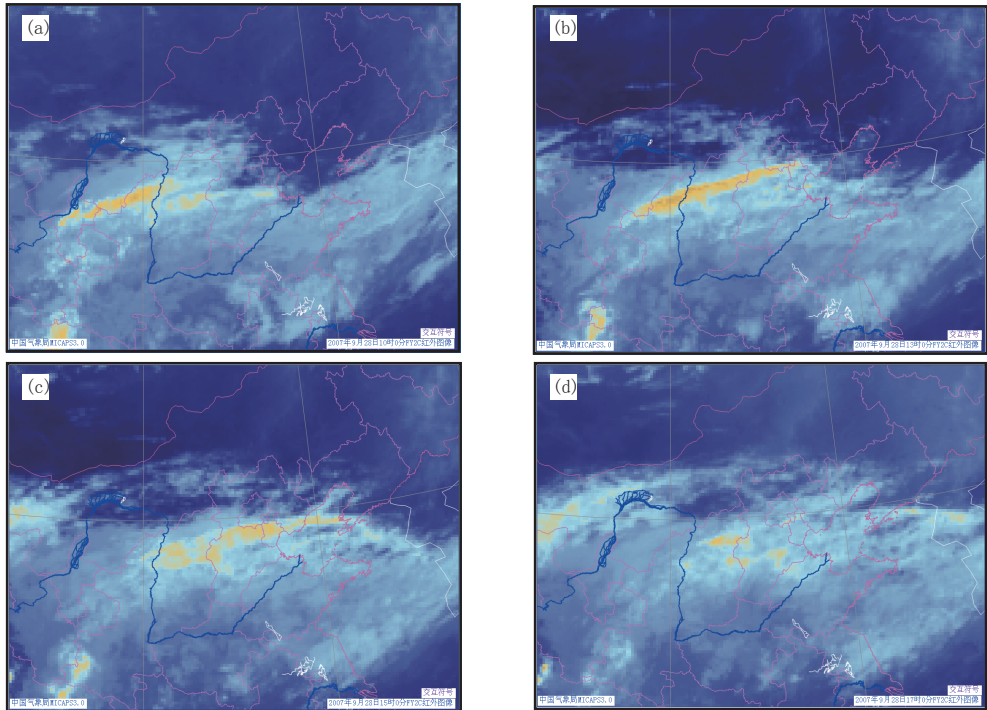 (a)
交互符号
中国气象局MICAPS3.0
2007年9月28日10时0分FY2C红外图像
(b)
交互符号
中国气象局MICAPS3.0
2007年9月28日13时0分FY2C红外图像
(c)
交互符号
中国气象局MICAPS3.0
2007年9月28日15时0分FY2C红外图像
(d)
交互符号
中国气象局MICAPS3.0
2007年9月28日17时0分FY2C红外图像